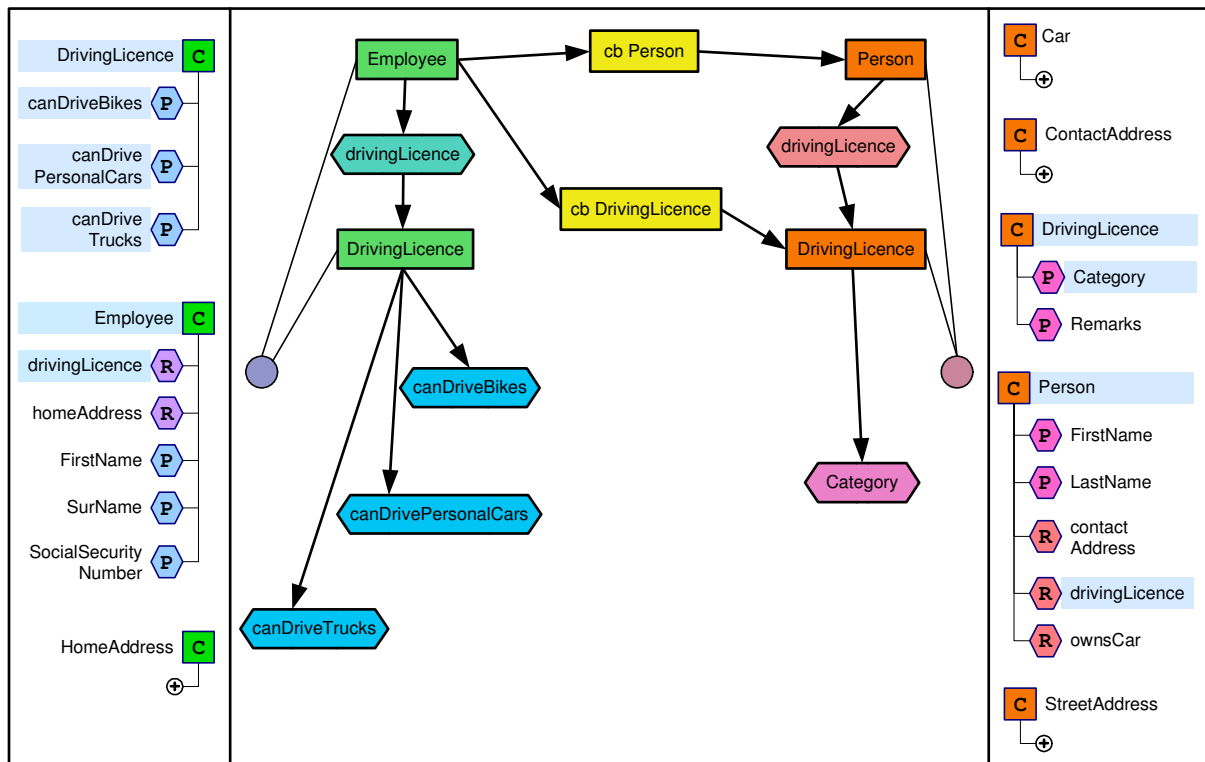 DrivingLicence
C
canDriveBikes
P
canDrive
PersonalCars
P
canDrive
Trucks
P
Employee
C
drivingLicence
R
homeAddress
R
FirstName
P
SurName
P
SocialSecurity
Number
P
HomeAddress
C
Employee
cb Person
Person
drivingLicence
drivingLicence
cb DrivingLicence
DrivingLicence
DrivingLicence
canDriveBikes
Category
canDrivePersonalCars
canDriveTrucks
C
Car
C
ContactAddress
C
DrivingLicence
P
Category
P
Remarks
C
Person
P
FirstName
P
LastName
R
contact
Address
R
drivingLicence
R
ownsCar
C
StreetAddress